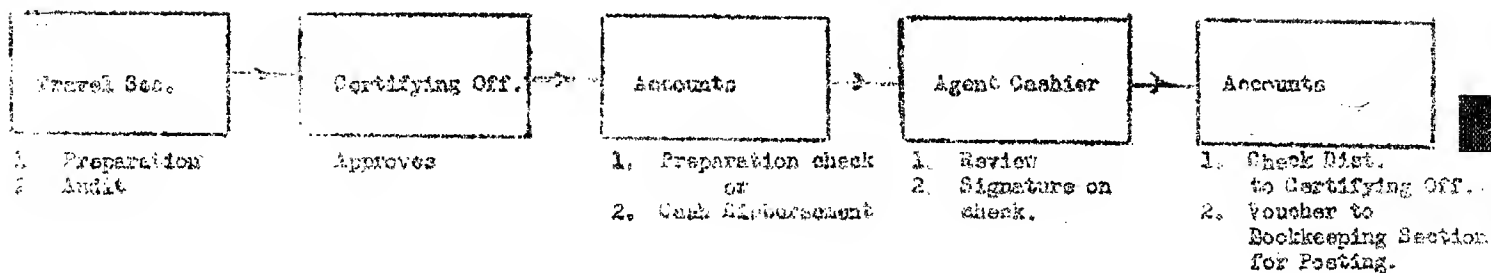 Travel Sec.
Certifying Off.
Accounts
Agent Cashier
Accounts
1. Preparation
2. Audit
Approves
1. Preparation check
or
2. Cash Disbursement
1. Review
2. Signature on
check.
1. Check Dist.
to Certifying Off.
2. Voucher to
Bookkeeping Section
for Posting.